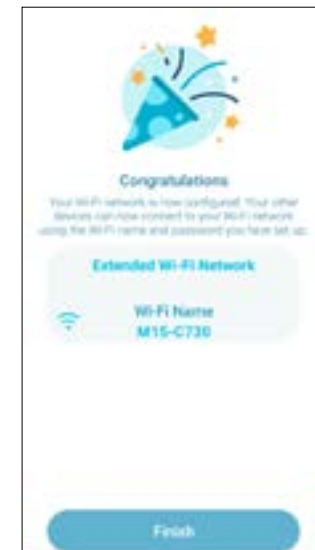 Congratulations
Your Wi-Fi network is now configured. Your other
devices can now connect to your Wi-Fi network
using the Wi-Fi name and password you have set up.
Extended Wi-Fi Network
Wi-Fi Name
M15-C730
Finish